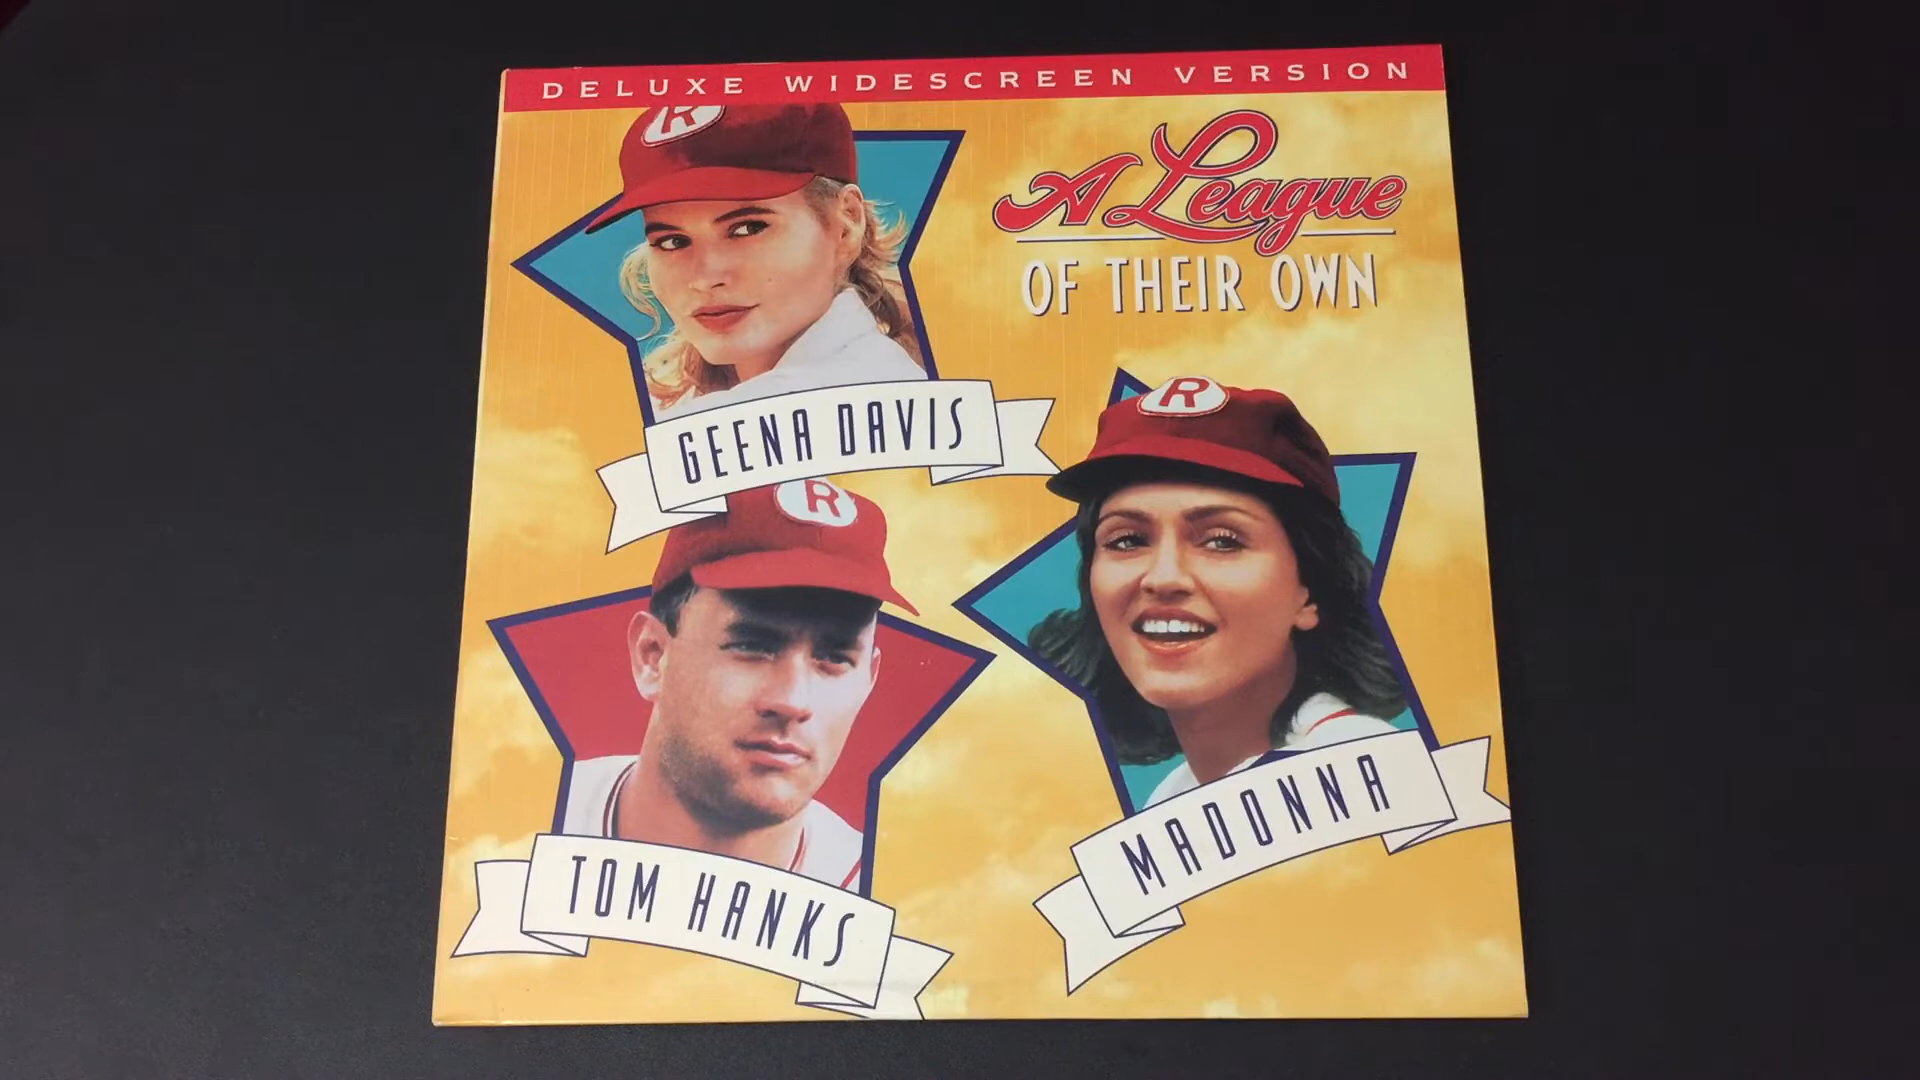 DELUXE WIDESCREEN VERSION
R
A League
OF THEIR OWN
GEENA DAVIS
R
R
MADONNA
TOM HANKS